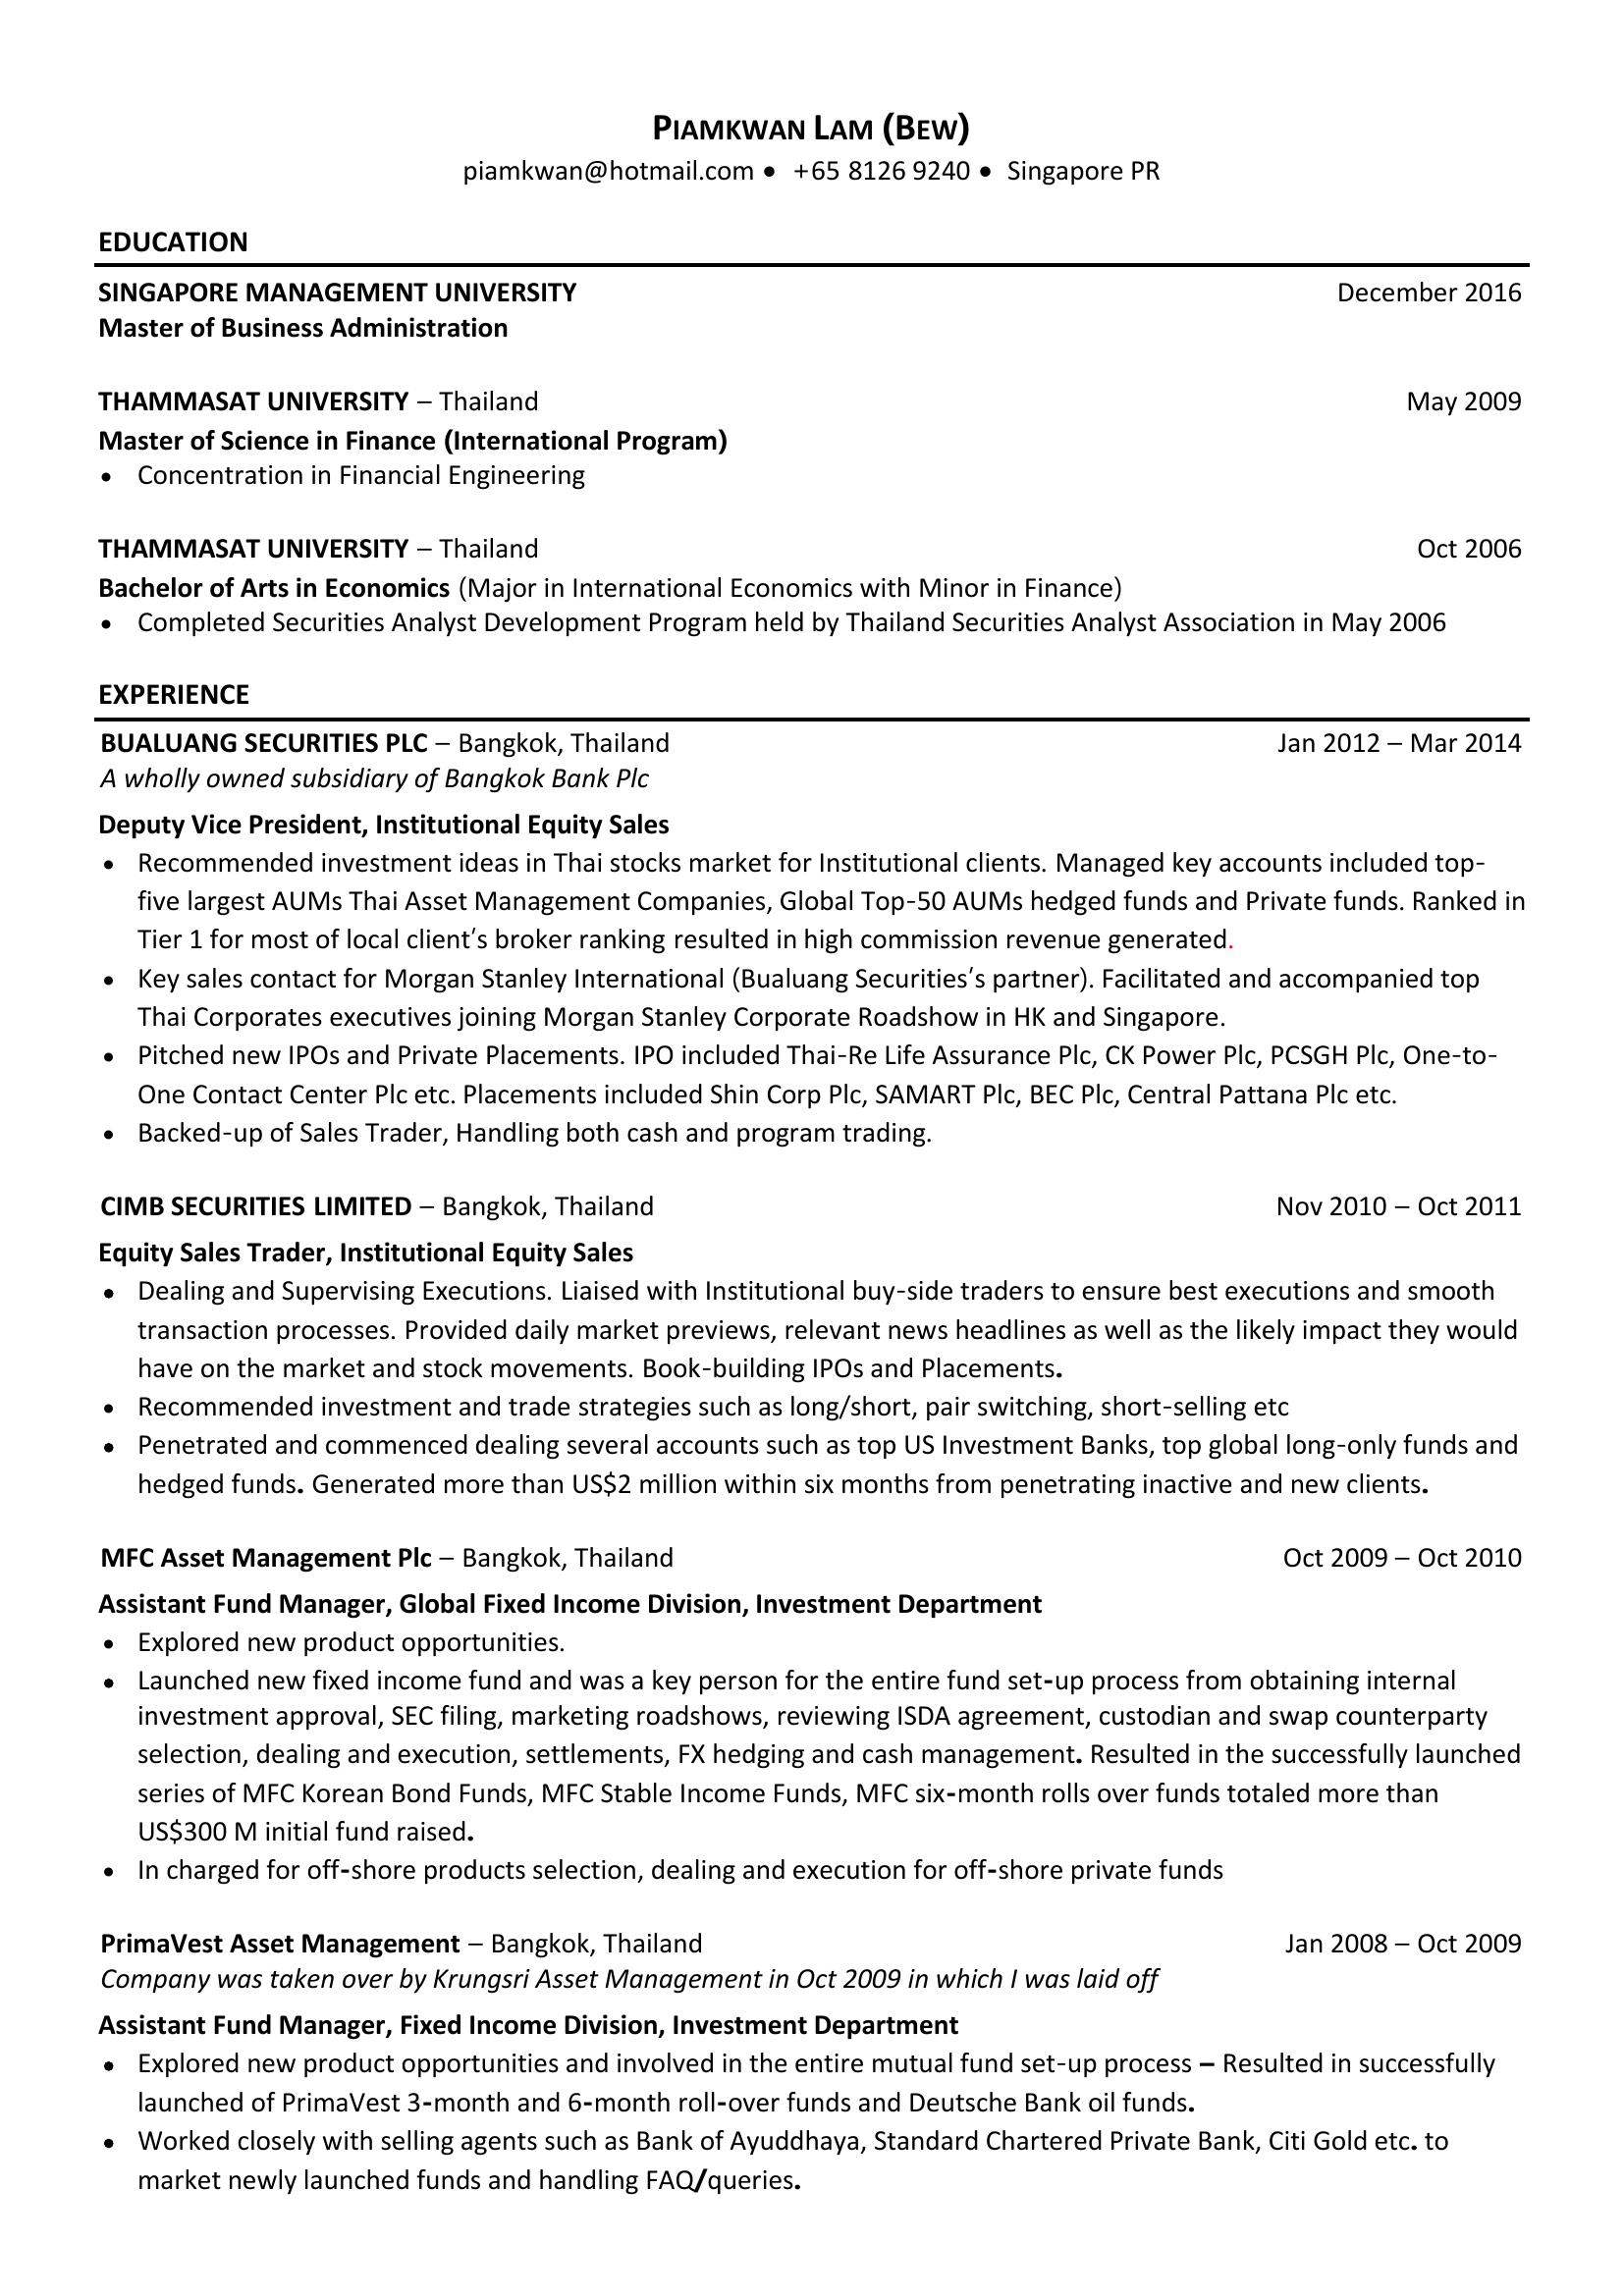 PIAMKWAN LAM (BEW)
piamkwan@hotmail.com • +65 8126 9240 • Singapore PR
EDUCATION
SINGAPORE MANAGEMENT UNIVERSITY December 2016
Master of Business Administration
THAMMASAT UNIVERSITY – Thailand May 2009
Master of Science in Finance (International Program)
• Concentration in Financial Engineering
THAMMASAT UNIVERSITY – Thailand Oct 2006
Bachelor of Arts in Economics (Major in International Economics with Minor in Finance)
• Completed Securities Analyst Development Program held by Thailand Securities Analyst Association in May 2006
EXPERIENCE
BUALUANG SECURITIES PLC – Bangkok, Thailand Jan 2012 – Mar 2014
A wholly owned subsidiary of Bangkok Bank Plc
Deputy Vice President, Institutional Equity Sales
• Recommended investment ideas in Thai stocks market for Institutional clients. Managed key accounts included top-
five largest AUMs Thai Asset Management Companies, Global Top-50 AUMs hedged funds and Private funds. Ranked in
Tier 1 for most of local client's broker ranking resulted in high commission revenue generated.
• Key sales contact for Morgan Stanley International (Bualuang Securities's partner). Facilitated and accompanied top
Thai Corporates executives joining Morgan Stanley Corporate Roadshow in HK and Singapore.
• Pitched new IPOs and Private Placements. IPO included Thai-Re Life Assurance Plc, CK Power Plc, PCSGH Plc, One-to-
One Contact Center Plc etc. Placements included Shin Corp Plc, SAMART Plc, BEC Plc, Central Pattana Plc etc.
• Backed-up of Sales Trader, Handling both cash and program trading.
CIMB SECURITIES LIMITED – Bangkok, Thailand Nov 2010 – Oct 2011
Equity Sales Trader, Institutional Equity Sales
• Dealing and Supervising Executions. Liaised with Institutional buy-side traders to ensure best executions and smooth
transaction processes. Provided daily market previews, relevant news headlines as well as the likely impact they would
have on the market and stock movements. Book-building IPOs and Placements.
• Recommended investment and trade strategies such as long/short, pair switching, short-selling etc
• Penetrated and commenced dealing several accounts such as top US Investment Banks, top global long-only funds and
hedged funds. Generated more than US$2 million within six months from penetrating inactive and new clients.
MFC Asset Management Plc – Bangkok, Thailand Oct 2009 – Oct 2010
Assistant Fund Manager, Global Fixed Income Division, Investment Department
• Explored new product opportunities.
• Launched new fixed income fund and was a key person for the entire fund set-up process from obtaining internal
investment approval, SEC filing, marketing roadshows, reviewing ISDA agreement, custodian and swap counterparty
selection, dealing and execution, settlements, FX hedging and cash management. Resulted in the successfully launched
series of MFC Korean Bond Funds, MFC Stable Income Funds, MFC six-month rolls over funds totaled more than
US$300 M initial fund raised.
• In charged for off-shore products selection, dealing and execution for off-shore private funds
PrimaVest Asset Management – Bangkok, Thailand Jan 2008 – Oct 2009
Company was taken over by Krungsri Asset Management in Oct 2009 in which I was laid off
Assistant Fund Manager, Fixed Income Division, Investment Department
• Explored new product opportunities and involved in the entire mutual fund set-up process – Resulted in successfully
launched of PrimaVest 3-month and 6-month roll-over funds and Deutsche Bank oil funds.
• Worked closely with selling agents such as Bank of Ayuddhaya, Standard Chartered Private Bank, Citi Gold etc. to
market newly launched funds and handling FAQ/queries.